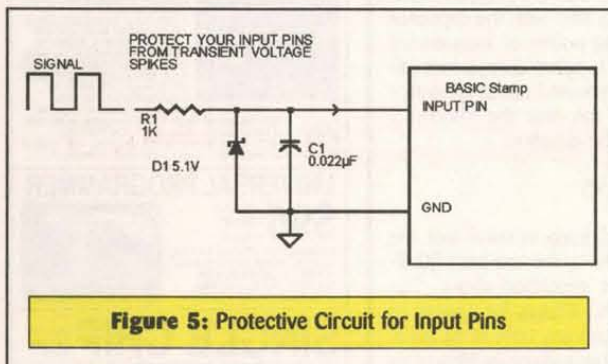 PROTECT YOUR INPUT PINS
FROM TRANSIENT VOLTAGE
SPIKES
SIGNAL
R1
1K
D1 5.1V
C1
0.022µF
BASIC Stamp
INPUT PIN
GND
Figure 5: Protective Circuit for Input Pins